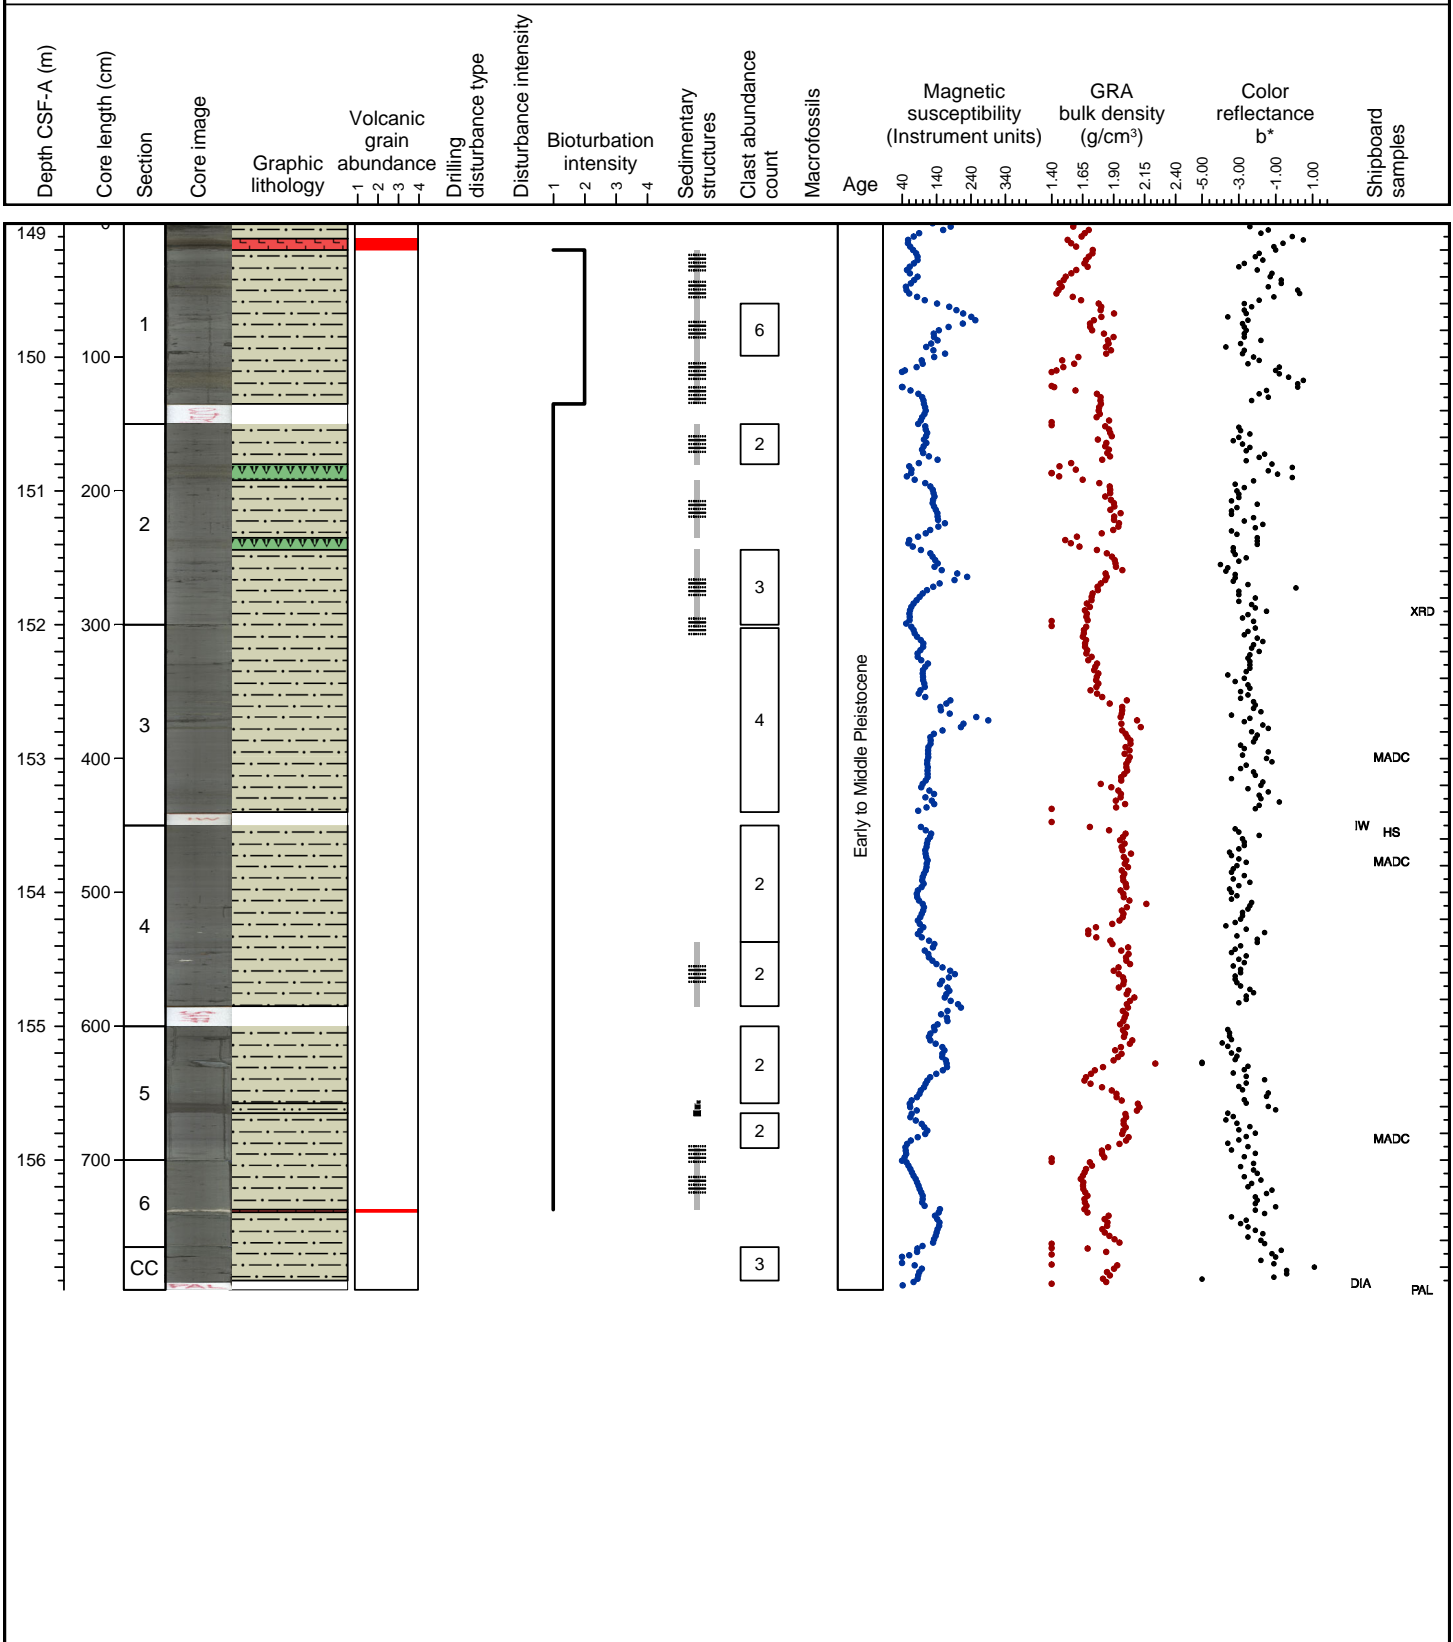 Depth CSF-A (m)
Core length (cm)
Section
Core image
Graphic
lithology
Volcanic
grain
abundance
1 2 3 4
Drilling
disturbance type
Disturbance intensity
Bioturbation
intensity
1 2 3 4
Sedimentary
structures
Clast abundance
count
Macrofossils
Age
Magnetic
susceptibility
(Instrument units)
40 140 240 340
GRA
bulk density
(g/cm³)
1.40 1.65 1.90 2.15 2.40
Color
reflectance
b*
-5.00 -3.00 -1.00 1.00
Shipboard
samples
149
0
1
6
150
100
2
151
200
2
3
XRD
152
300
Early to Middle Pleistocene
4
3
153
400
MADC
IW
HS
MADC
154
500
2
4
2
155
600
2
5
2
MADC
156
700
6
CC
3
DIA
PAL
PAL